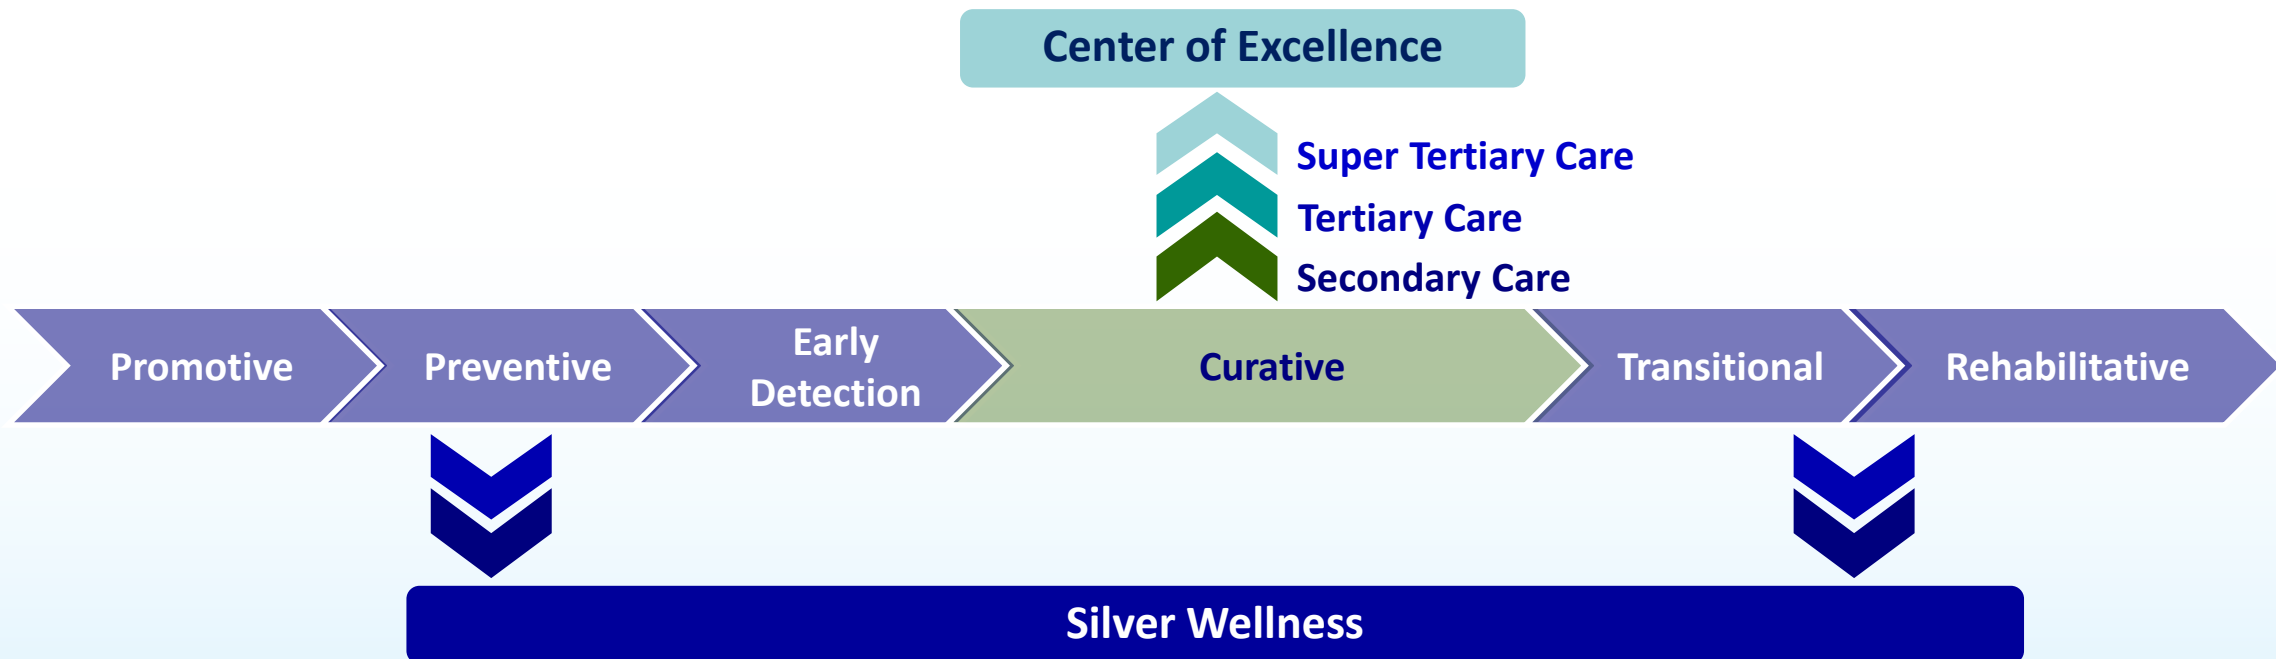 Center of Excellence
Super Tertiary Care
Tertiary Care
Secondary Care
Promotive
Preventive
Early
Detection
Curative
Transitional
Rehabilitative
Silver Wellness